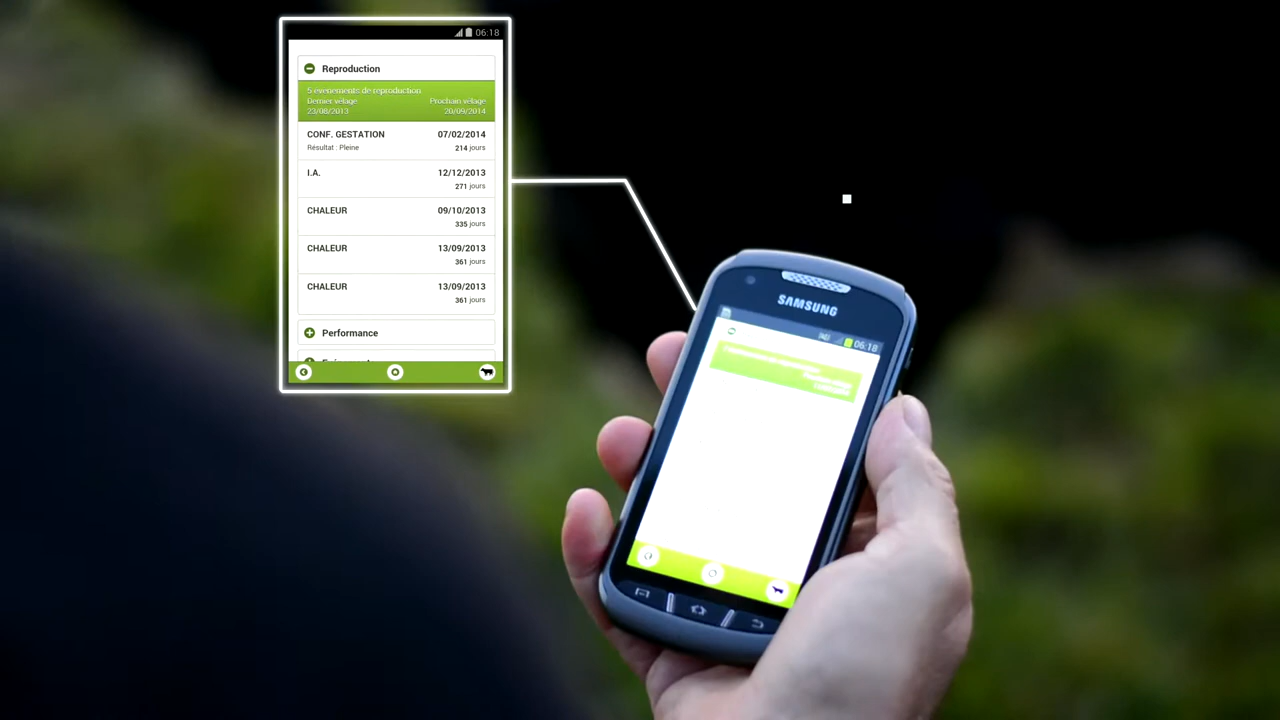 06:18
Reproduction
5 événements de reproduction
Dernier vêlage Prochain vêlage
23/08/2013 20/09/2014
CONF. GESTATION 07/02/2014
Résultat : Pleine 214 jours
I.A. 12/12/2013
271 jours
CHALEUR 09/10/2013
335 jours
CHALEUR 13/09/2013
361 jours
CHALEUR 13/09/2013
361 jours
Performance
SAMSUNG
06:18